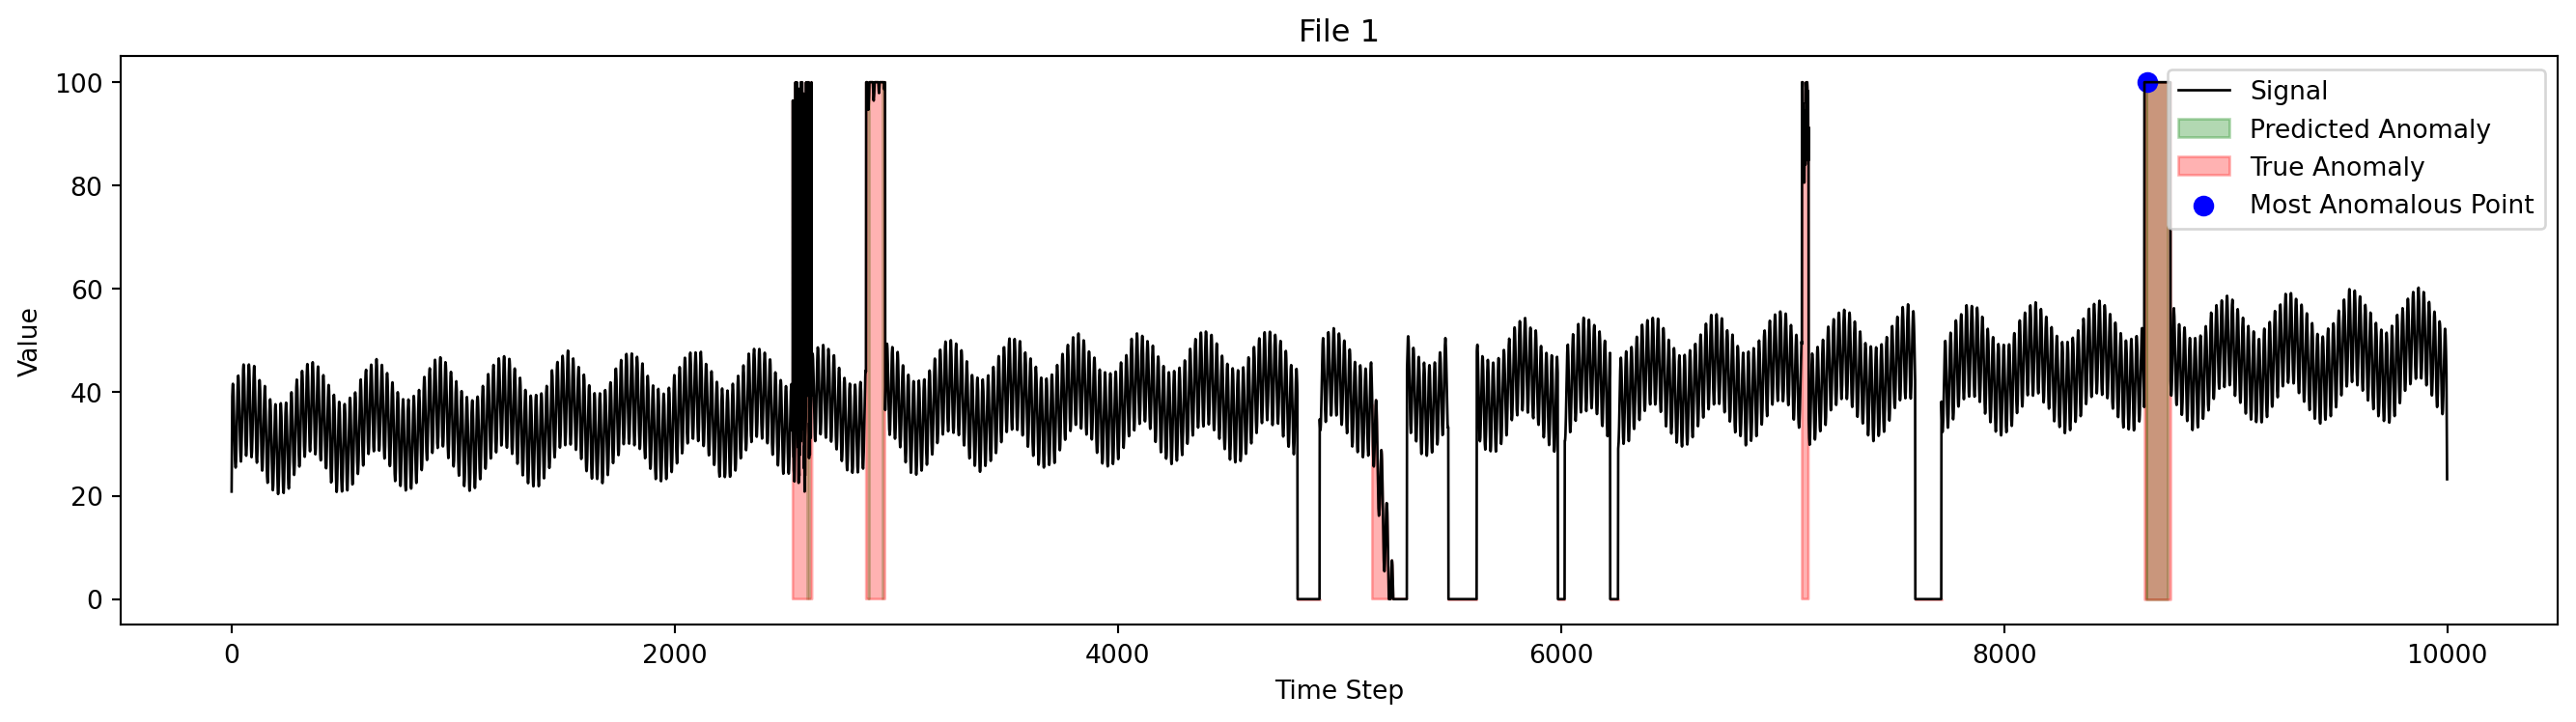 File 1
100
80
60
40
20
0
Value
Signal
Predicted Anomaly
True Anomaly
Most Anomalous Point
0 2000 4000 6000 8000 10000
Time Step